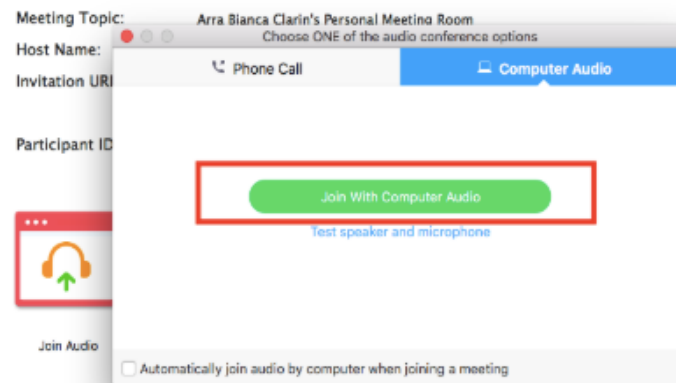 Meeting Topic: Arra Bianca Clarin's Personal Meeting Room
Choose ONE of the audio conference options
Host Name:
Phone Call Computer Audio
Invitation URL
Participant ID
Join With Computer Audio
Test speaker and microphone
Join Audio
Automatically join audio by computer when joining a meeting